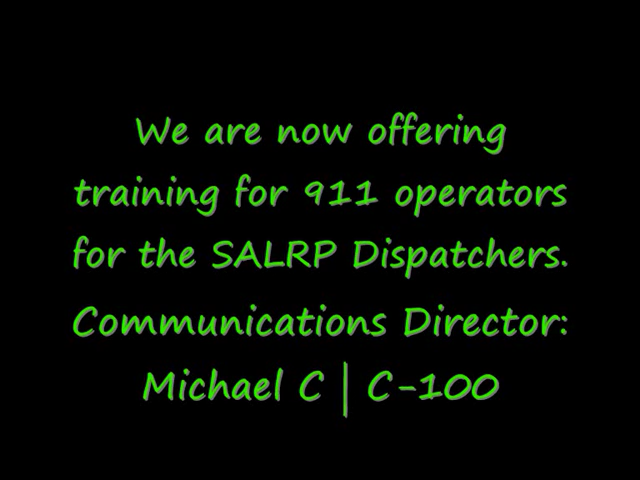 We are now offering
training for 911 operators
for the SALRP Dispatchers.
Communications Director:
Michael C | C-100